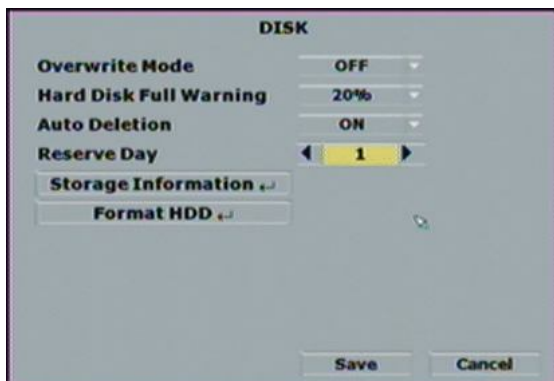 DISK
Overwrite Mode OFF
Hard Disk Full Warning 20%
Auto Deletion ON
Reserve Day 1
Storage Information
Format HDD
Save Cancel